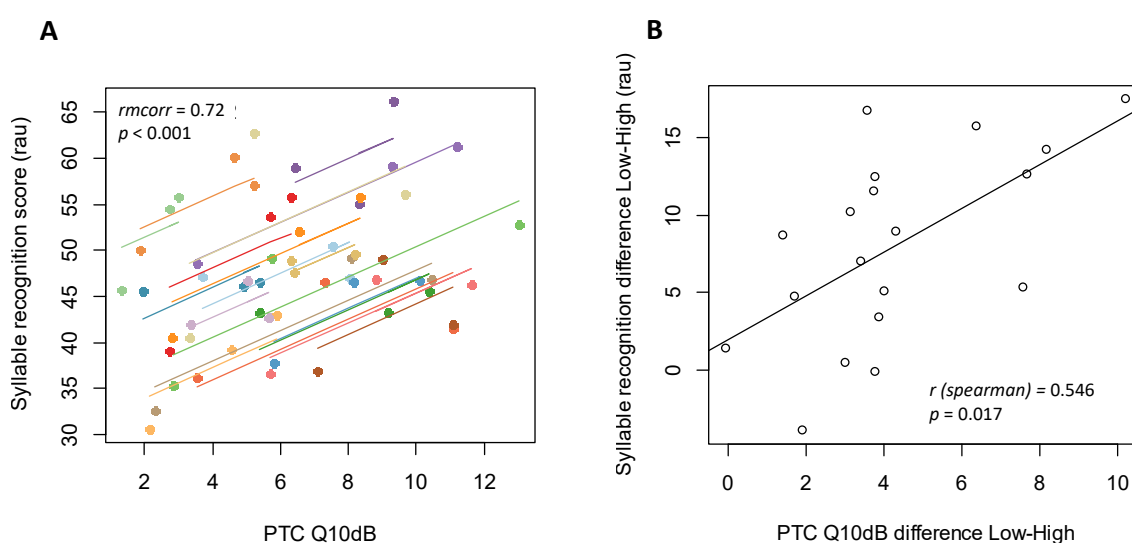 A
Syllable recognition score (rau)
rmcorr = 0.72
p < 0.001
65
60
55
50
45
40
35
30
2 4 6 8 10 12
PTC Q10dB
B
Syllable recognition difference Low-High (rau)
15
10
5
0
r (spearman) = 0.546
p = 0.017
0 2 4 6 8 10
PTC Q10dB difference Low-High